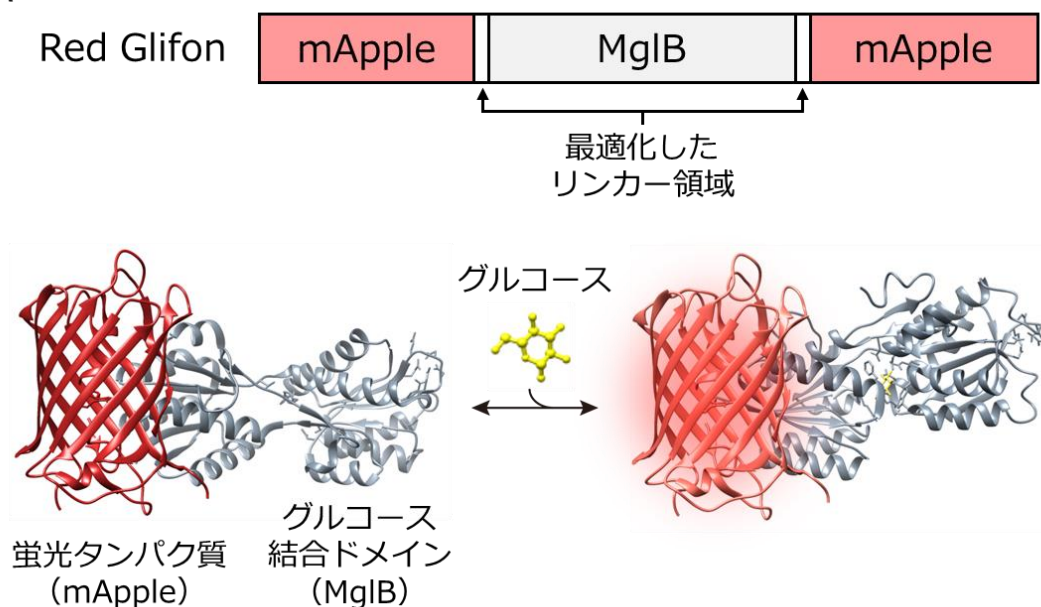 Red Glifon
mApple
MglB
mApple
最適化した
リンカー領域
グルコース
蛍光タンパク質
（mApple）
グルコース
結合ドメイン
（MglB）